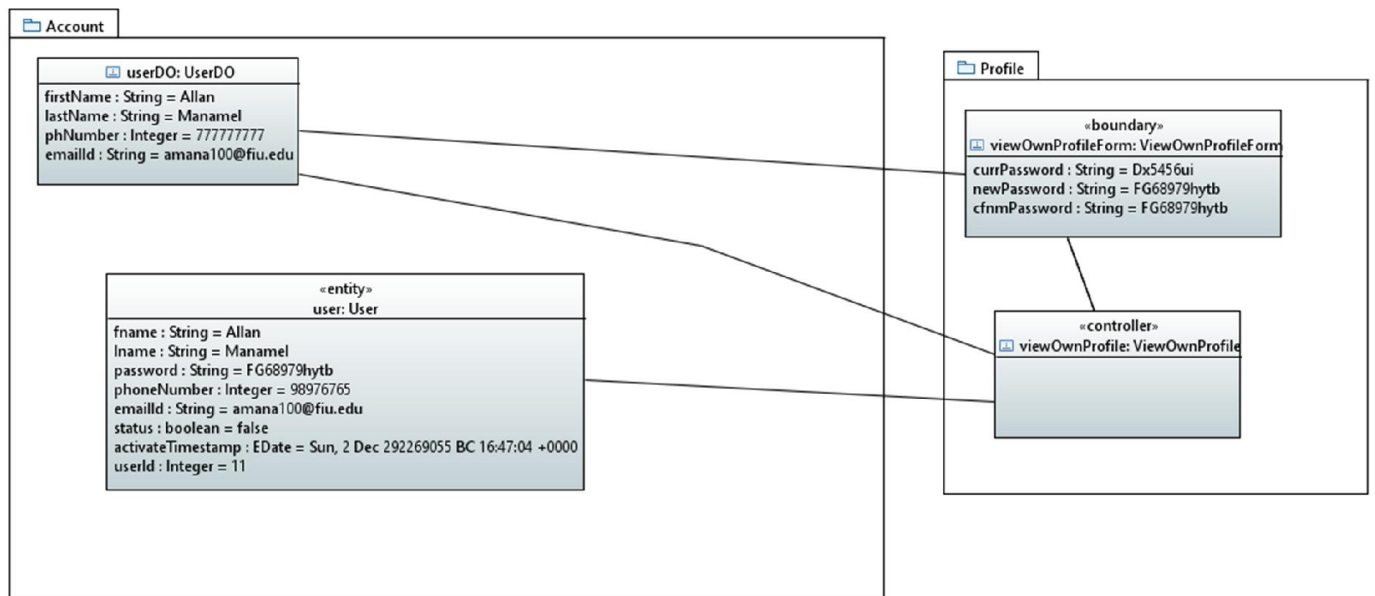 Account
userDO: UserDO
firstName : String = Allan
lastName : String = Manamel
phNumber : Integer = 777777777
emailId : String = amana100@fiu.edu
«entity»
user: User
fname : String = Allan
lname : String = Manamel
password : String = FG68979hytb
phoneNumber : Integer = 98976765
emailId : String = amana100@fiu.edu
status : boolean = false
activateTimestamp : EDate = Sun, 2 Dec 292269055 BC 16:47:04 +0000
userId : Integer = 11
Profile
«boundary»
viewOwnProfileForm: ViewOwnProfileForm
currPassword : String = Dx5456ui
newPassword : String = FG68979hytb
cfnmPassword : String = FG68979hytb
«controller»
viewOwnProfile: ViewOwnProfile